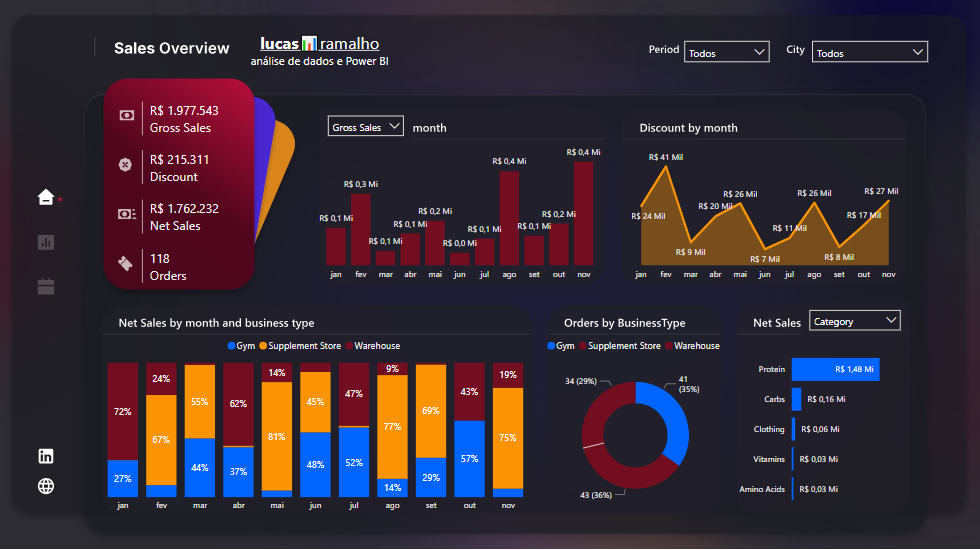 Sales Overview
lucas ramalho
análise de dados e Power BI
Period
Todos
City
Todos
R$ 1.977.543
Gross Sales
R$ 215.311
Discount
R$ 1.762.232
Net Sales
118
Orders
Gross Sales
month
R$ 0,1 Mi
R$ 0,3 Mi
R$ 0,1 Mi
R$ 0,1 Mi
R$ 0,2 Mi
R$ 0,0 Mi
R$ 0,1 Mi
R$ 0,4 Mi
R$ 0,1 Mi
R$ 0,2 Mi
R$ 0,4 Mi
jan fev mar abr mai jun jul ago set out nov
Discount by month
R$ 24 Mil
R$ 41 Mil
R$ 9 Mil
R$ 20 Mil
R$ 26 Mil
R$ 7 Mil
R$ 11 Mil
R$ 26 Mil
R$ 8 Mil
R$ 17 Mil
R$ 27 Mil
jan fev mar abr mai jun jul ago set out nov
Net Sales by month and business type
Gym Supplement Store Warehouse
72%
27%
24%
67%
55%
44%
62%
37%
14%
81%
45%
48%
47%
52%
9%
77%
14%
69%
29%
43%
57%
19%
75%
jan fev mar abr mai jun jul ago set out nov
Orders by BusinessType
Gym Supplement Store Warehouse
34 (29%)
41
(35%)
43 (36%)
Net Sales
Category
Protein R$ 1,48 Mi
Carbs R$ 0,16 Mi
Clothing R$ 0,06 Mi
Vitamins R$ 0,03 Mi
Amino Acids R$ 0,03 Mi
in